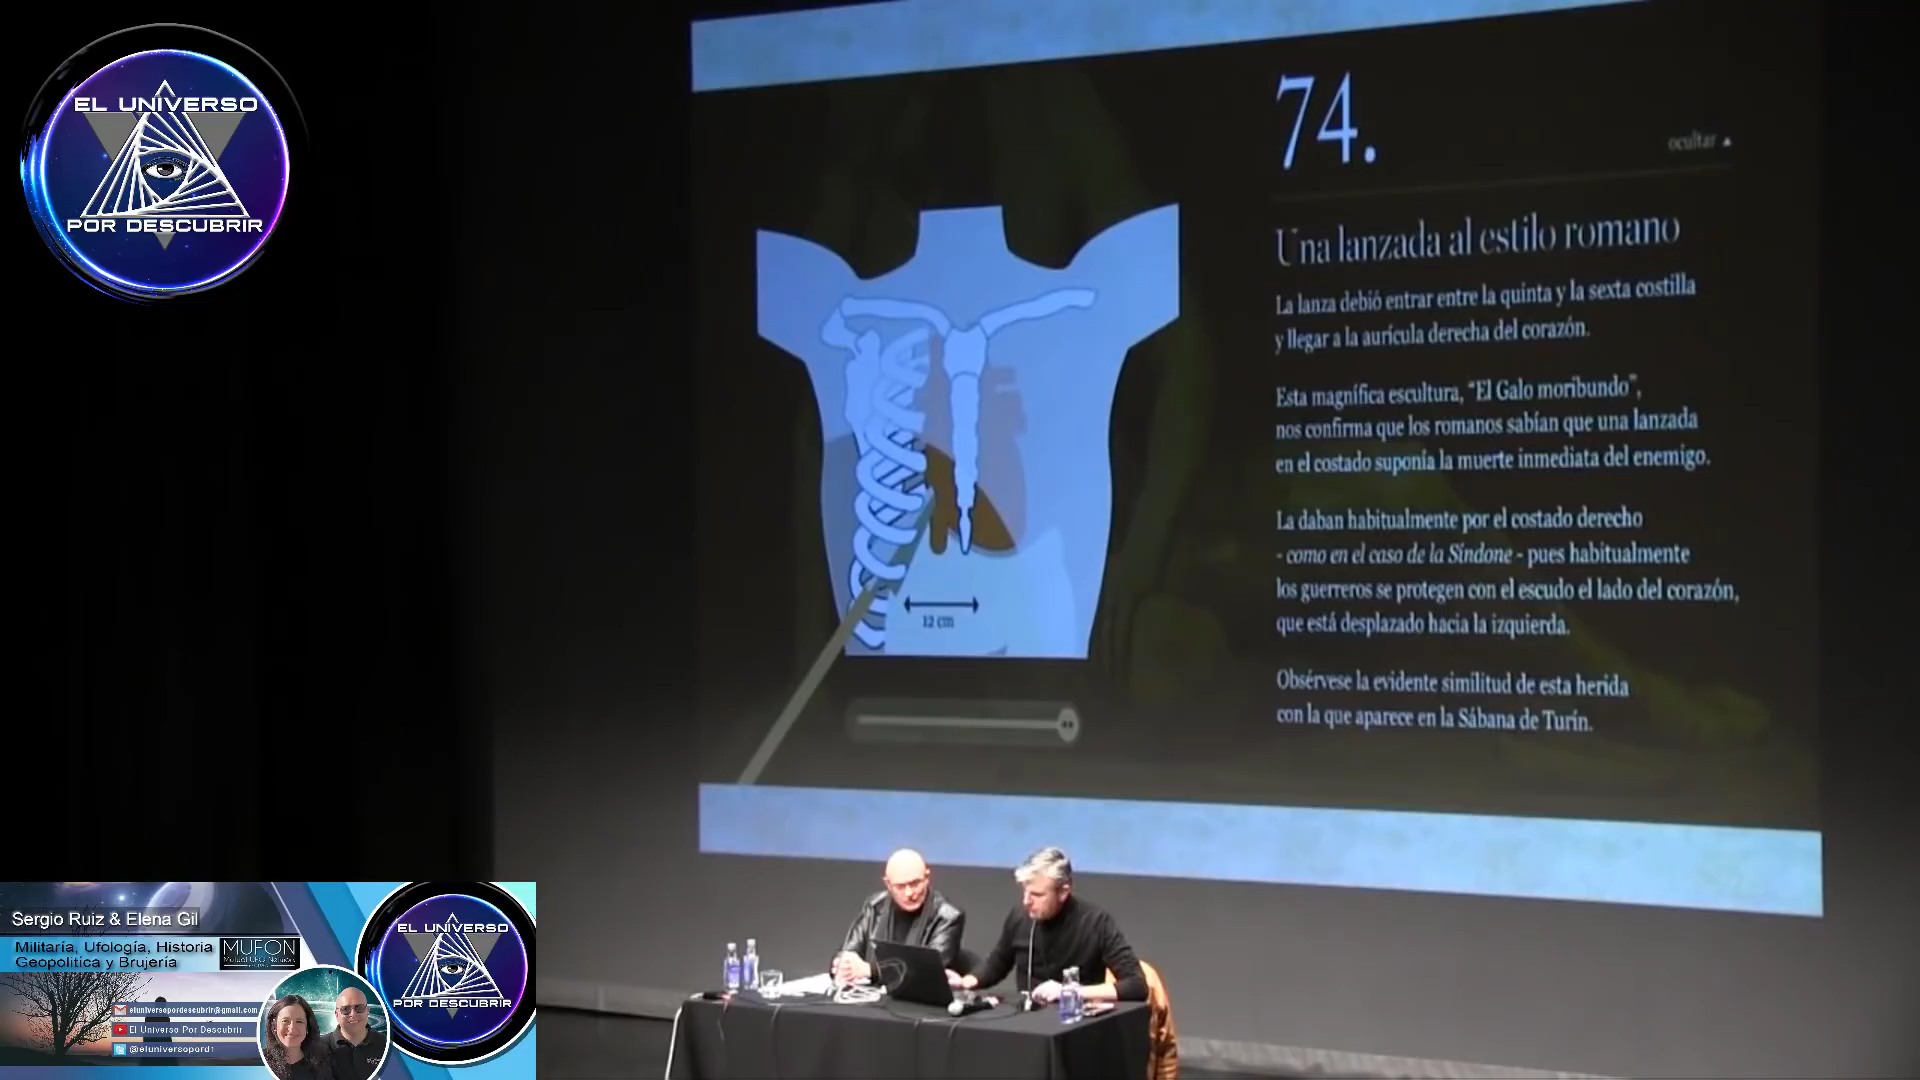 EL UNIVERSO
POR DESCUBRIR
74.
ocultar ▲
Una lanzada al estilo romano
La lanza debió entrar entre la quinta y la sexta costilla
y llegar a la aurícula derecha del corazón.
Esta magnífica escultura, “El Galo moribundo”,
nos confirma que los romanos sabían que una lanzada
en el costado suponía la muerte inmediata del enemigo.
La daban habitualmente por el costado derecho
- como en el caso de la Síndone - pues habitualmente
los guerreros se protegen con el escudo el lado del corazón,
que está desplazado hacia la izquierda.
Obsérvese la evidente similitud de esta herida
con la que aparece en la Sábana de Turín.
12 cm
Sergio Ruiz & Elena Gil
Militaría, Ufología, Historia
Geopolitica y Brujería
MUFON
Mutual UFO Network
eluniversopordescubrir@gmail.com
El Universo Por Descubrir
@eluniversopord1
EL UNIVERSO
POR DESCUBRIR